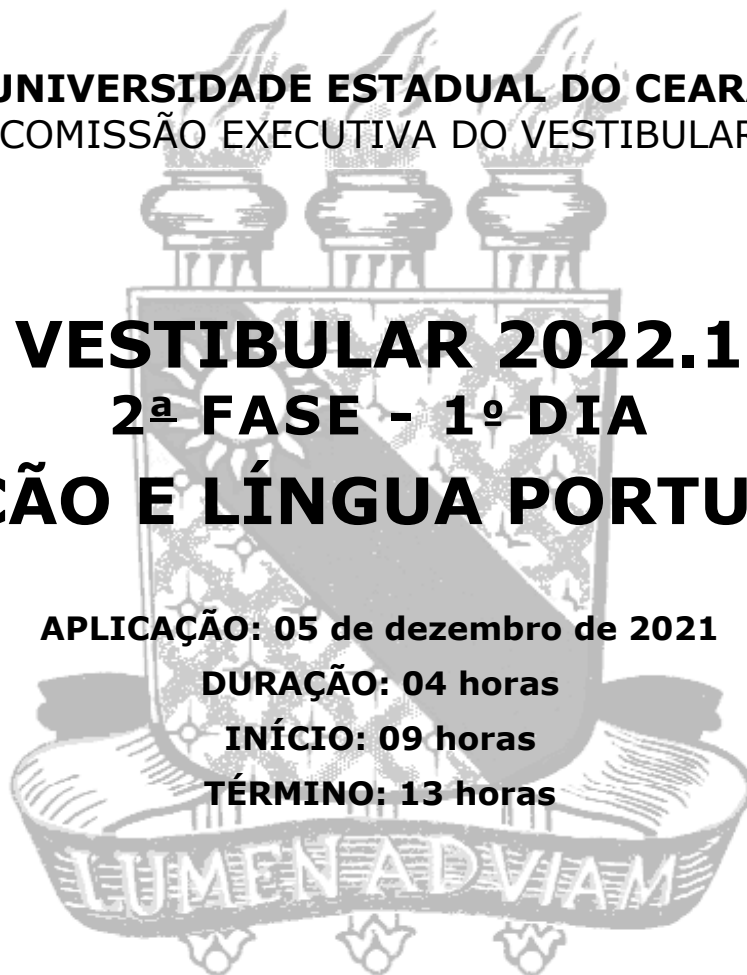 UNIVERSIDADE ESTADUAL DO CEAR
COMISSÃO EXECUTIVA DO VESTIBULAR
VESTIBULAR 2022.1
2ª FASE - 1º DIA
ÇÃO E LÍNGUA PORTU
APLICAÇÃO: 05 de dezembro de 2021
DURAÇÃO: 04 horas
INÍCIO: 09 horas
TÉRMINO: 13 horas
LUMEN AD VIAM